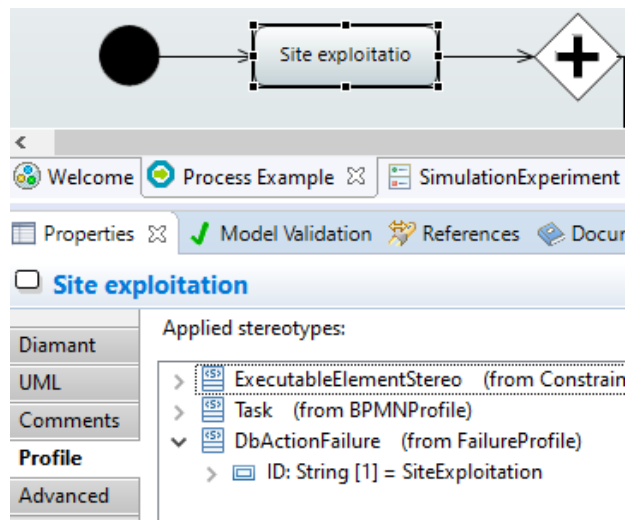 Site exploitatio
Welcome Process Example SimulationExperiment
Properties Model Validation References Docur
Site exploitation
Applied stereotypes:
Diamant
UML
Comments
Profile
Advanced
ExecutableElementStereo (from Constrain
Task (from BPMNProfile)
DbActionFailure (from FailureProfile)
ID: String [1] = SiteExploitation